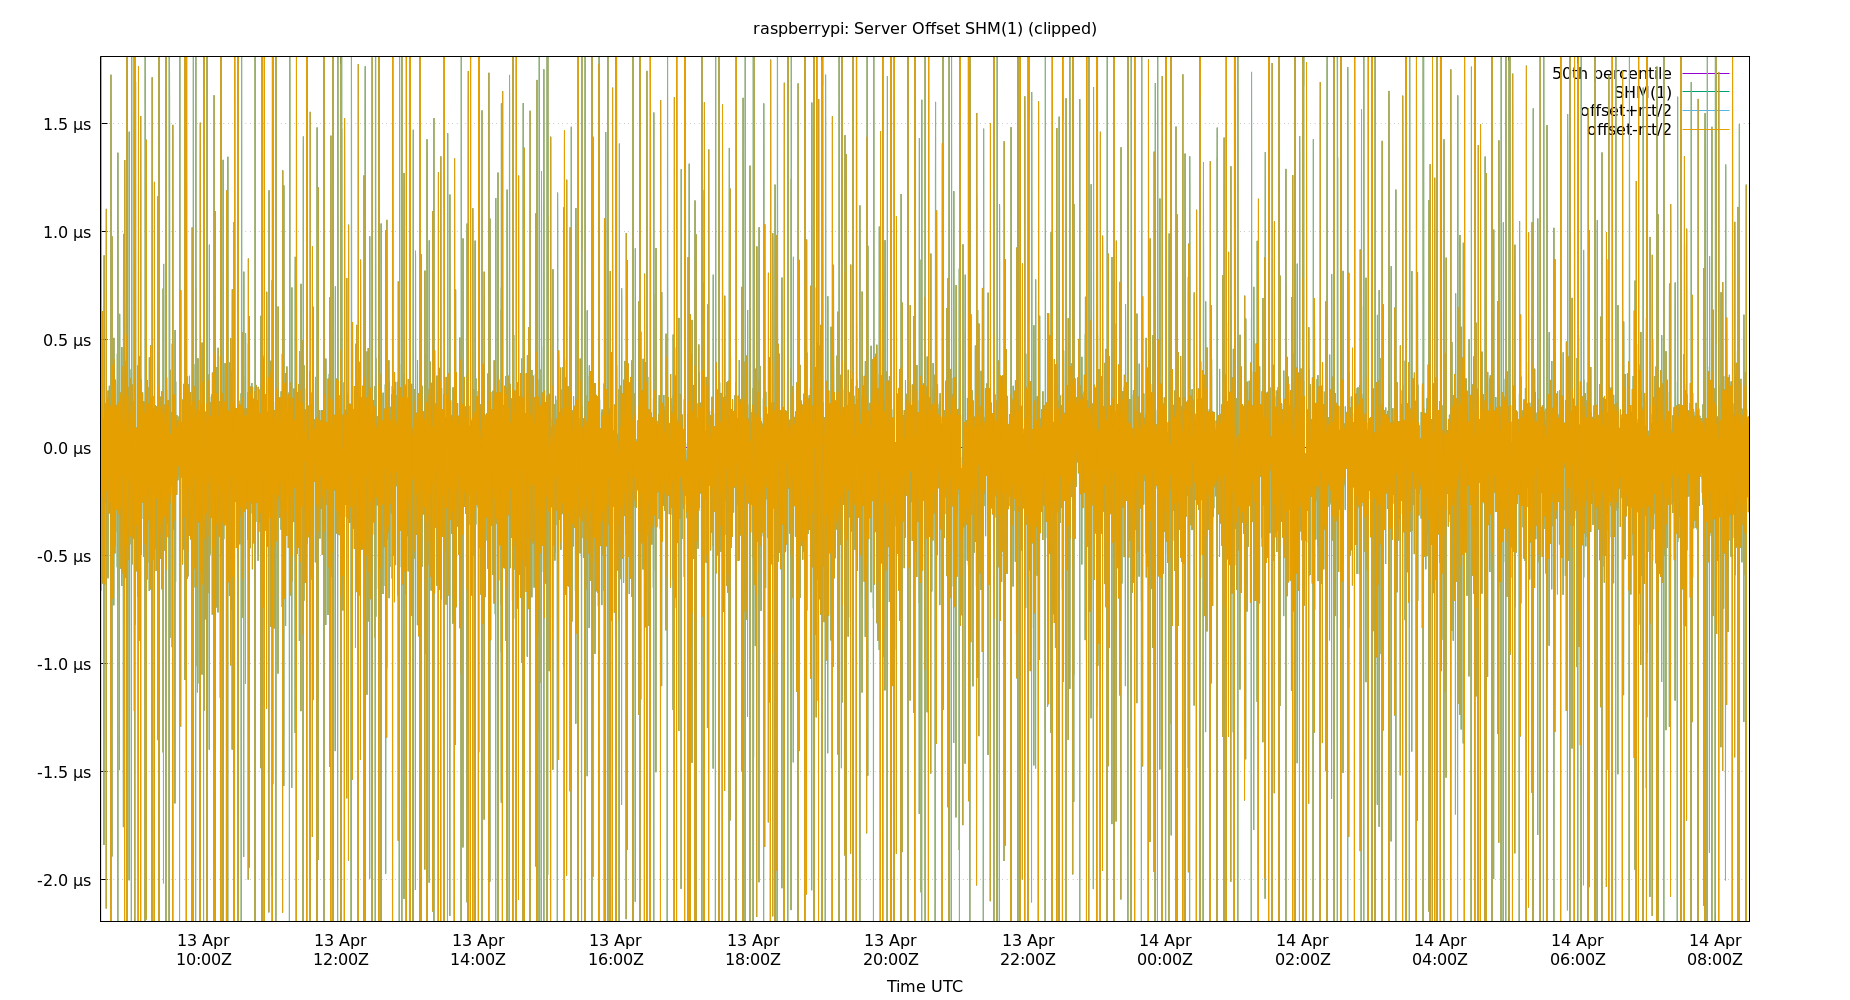 raspberrypi: Server Offset SHM(1) (clipped)
50th percentile
SHM(1)
offset+rtt/2
offset-rtt/2
1.5 µs
1.0 µs
0.5 µs
0.0 µs
-0.5 µs
-1.0 µs
-1.5 µs
-2.0 µs
13 Apr 13 Apr 13 Apr 13 Apr 13 Apr 13 Apr 13 Apr 14 Apr 14 Apr 14 Apr 14 Apr 14 Apr
10:00Z 12:00Z 14:00Z 16:00Z 18:00Z 20:00Z 22:00Z 00:00Z 02:00Z 04:00Z 06:00Z 08:00Z
Time UTC